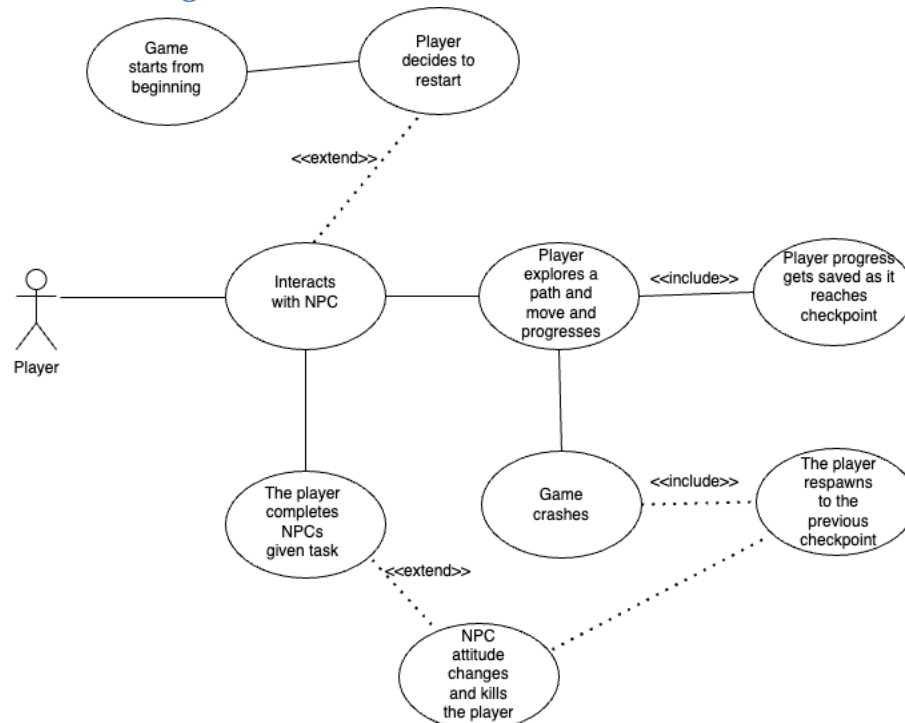 Game
starts from
beginning
Player
decides to
restart
<<extend>>
Interacts
with NPC
Player
explores a
path and
move and
progresses
<<include>>
Player progress
gets saved as it
reaches
checkpoint
Player
The player
completes
NPCs
given task
<<extend>>
Game
crashes
<<include>>
The player
respawns
to the
previous
checkpoint
NPC
attitude
changes
and kills
the player